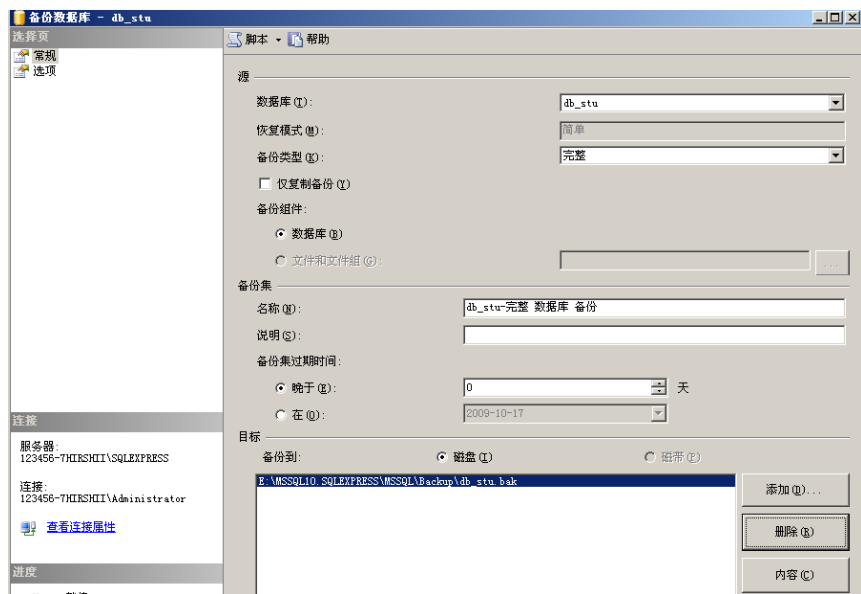 备份数据库 - db_stu
选择页
常规
选项
脚本
帮助
源
数据库(T):
db_stu
恢复模式(M):
简单
备份类型(K):
完整
仅复制备份(Y)
备份组件:
数据库(B)
文件和文件组(G):
...
备份集
名称(N):
db_stu-完整 数据库 备份
说明(S):
备份集过期时间:
晚于(E):
0
天
在(O):
2009-10-17
目标
备份到:
磁盘(I)
磁带(P)
E:\MSSQL10.SQLEXPRESS\MSSQL\Backup\db_stu.bak
添加(D)...
删除(R)
内容(C)
连接
服务器:
123456-7HIRSHII\SQLEXPRESS
连接:
123456-7HIRSHII\Administrator
查看连接属性
进度